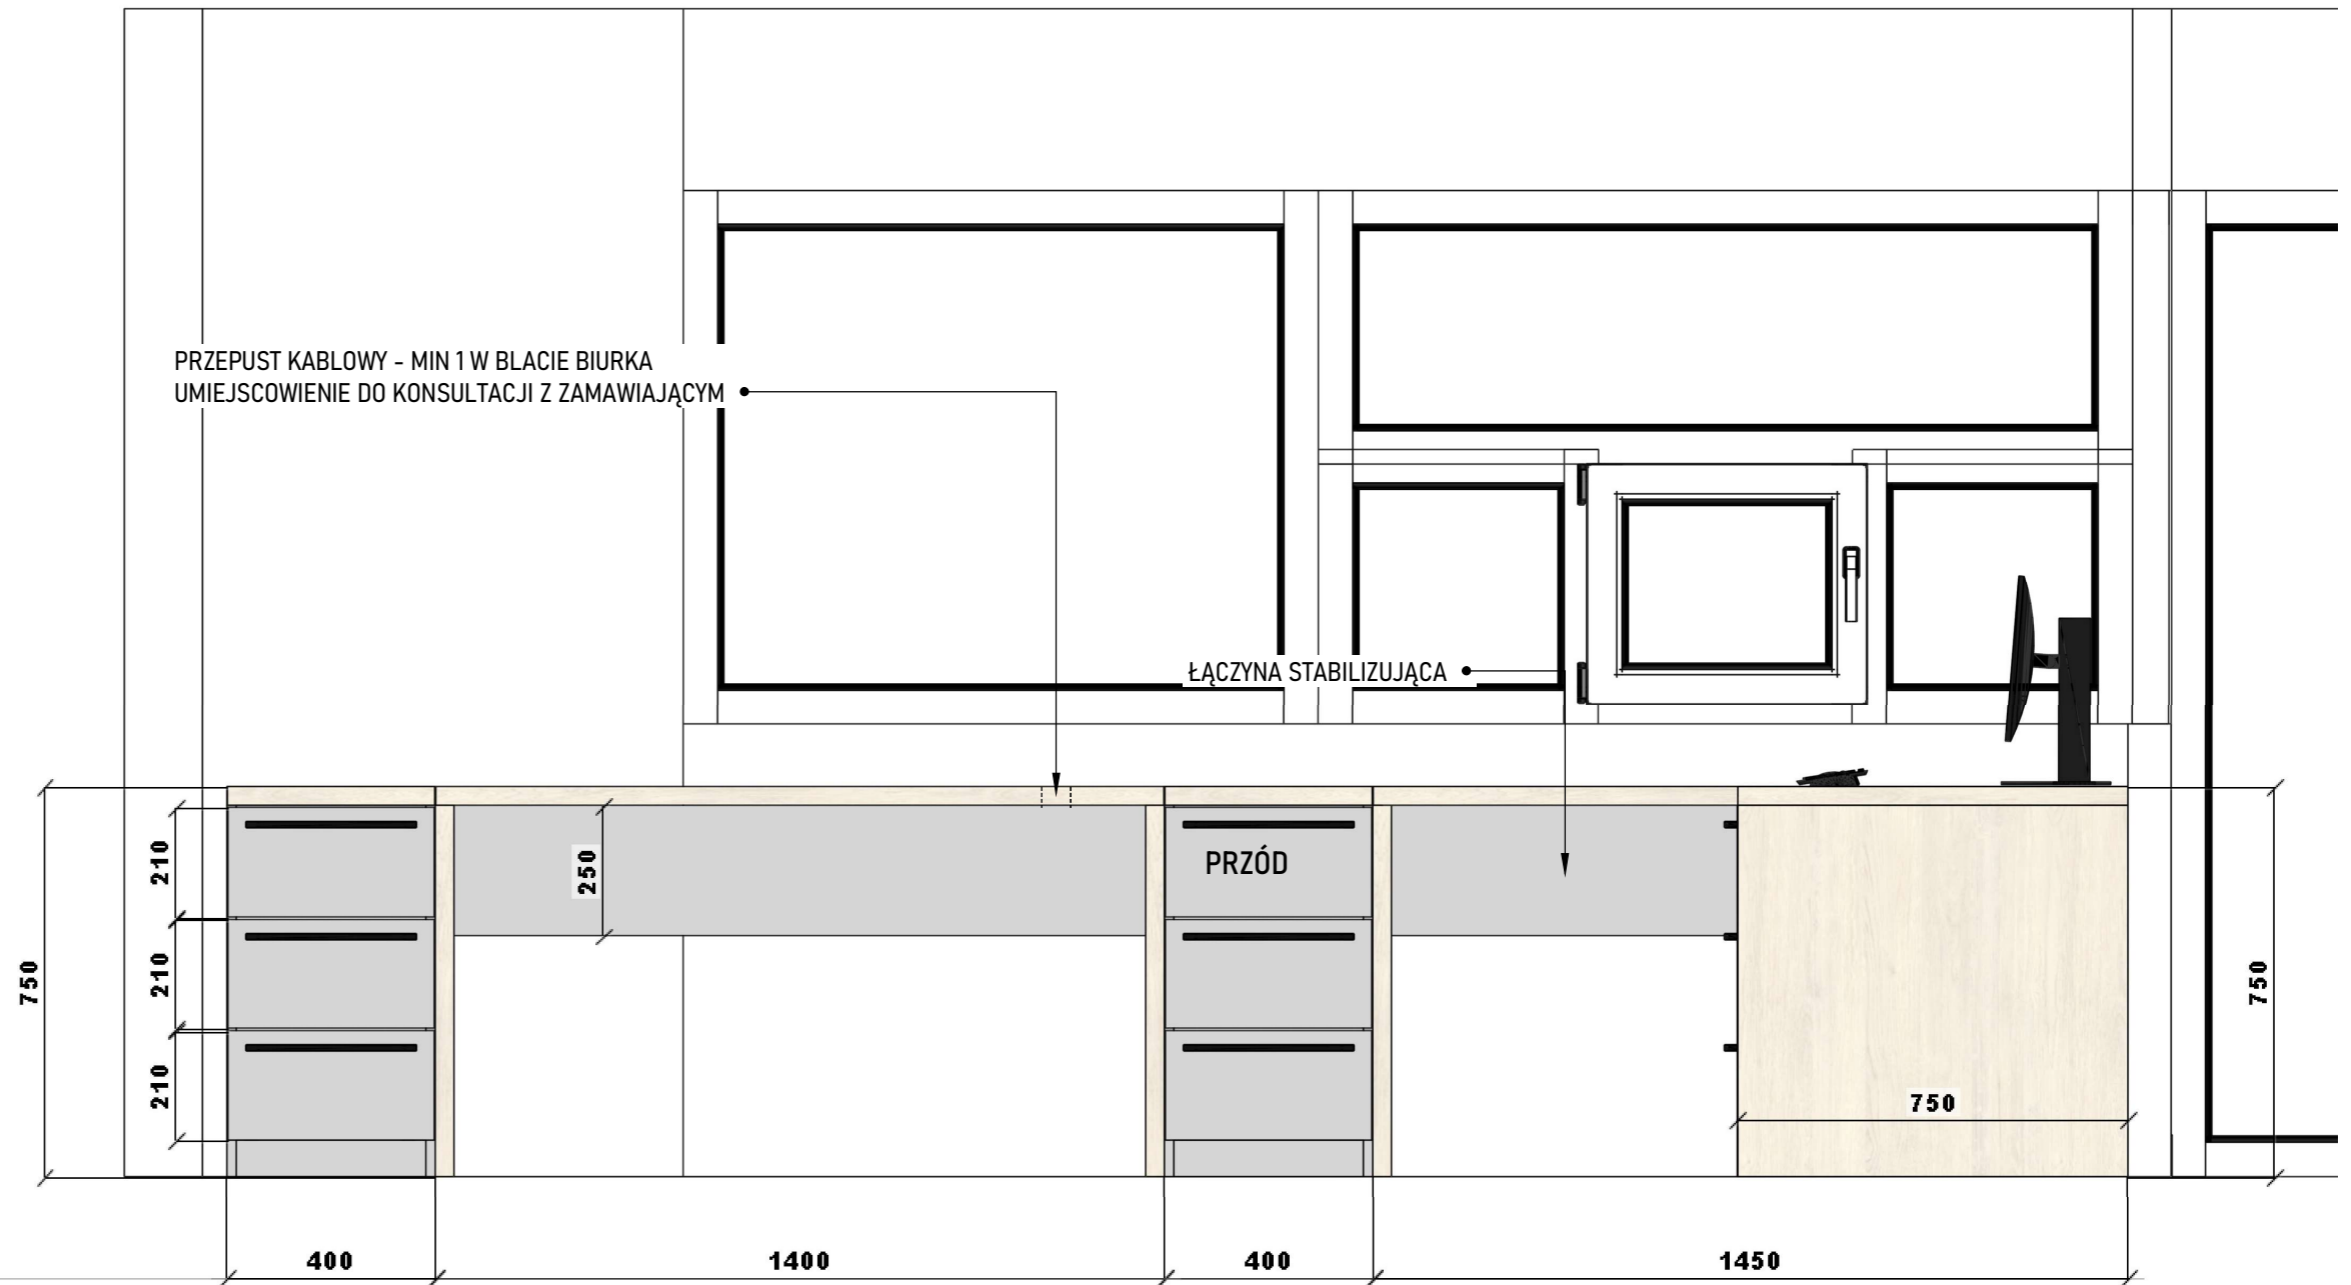 PRZEPUST KABLOWY - MIN 1 W BLACIE BIURKA
UMIEJSCOWIENIE DO KONSULTACJI Z ZAMAWIAJĄCYM
ŁĄCZYNA STABILIZUJĄCA
PRZÓD
210
250
210
750
750
210
750
400
1400
400
1450